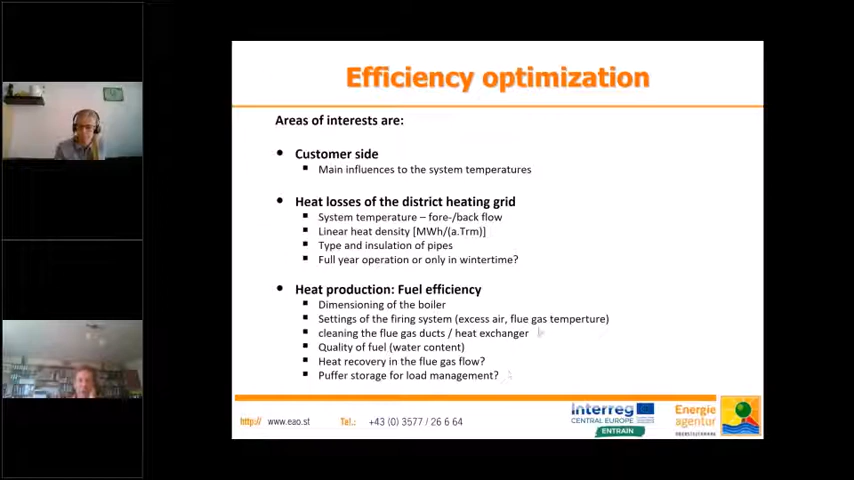 Efficiency optimization
Areas of interests are:
Customer side
Main influences to the system temperatures
Heat losses of the district heating grid
System temperature – fore-/back flow
Linear heat density [MWh/(a.Trm)]
Type and insulation of pipes
Full year operation or only in wintertime?
Heat production: Fuel efficiency
Dimensioning of the boiler
Settings of the firing system (excess air, flue gas temperture)
cleaning the flue gas ducts / heat exchanger
Quality of fuel (water content)
Heat recovery in the flue gas flow?
Puffer storage for load management?
http:// www.eao.st Tel.: +43 (0) 3577 / 26 6 64
Interreg
CENTRAL EUROPE
ENTRAIN
Energie
agentur